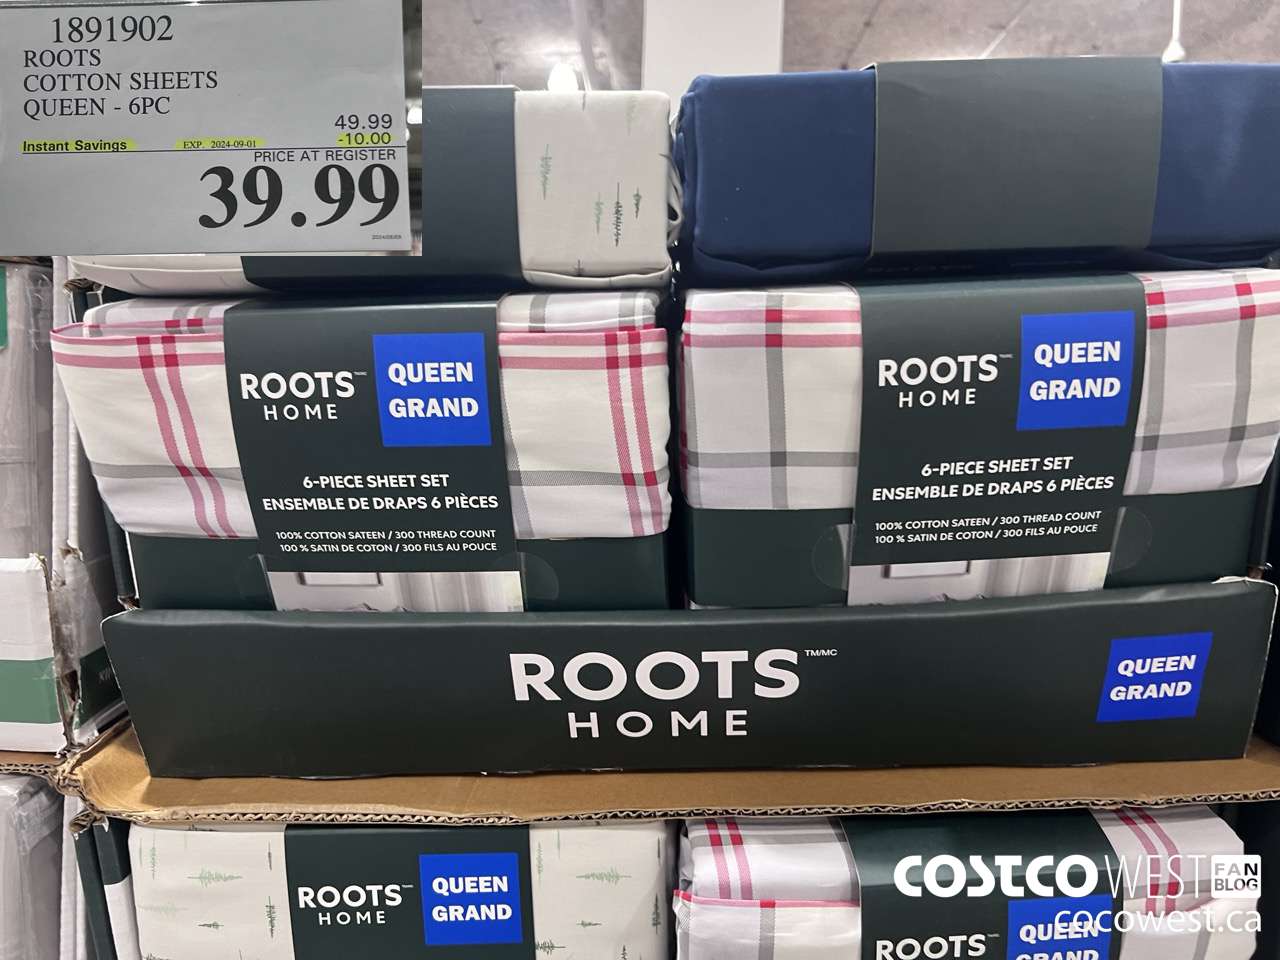 1891902
ROOTS
COTTON SHEETS
QUEEN - 6PC
49.99
Instant Savings EXP. 2024-09-01 -10.00
PRICE AT REGISTER
39.99
ROOTS
HOME
QUEEN
GRAND
6-PIECE SHEET SET
ENSEMBLE DE DRAPS 6 PIÈCES
100% COTTON SATEEN / 300 THREAD COUNT
100 % SATIN DE COTON / 300 FILS AU POUCE
ROOTS
HOME
QUEEN
GRAND
6-PIECE SHEET SET
ENSEMBLE DE DRAPS 6 PIÈCES
100% COTTON SATEEN / 300 THREAD COUNT
100 % SATIN DE COTON / 300 FILS AU POUCE
ROOTS TM/MC
HOME
QUEEN
GRAND
ROOTS
HOME
QUEEN
GRAND
ROOTS
QUEEN
GRAND
COSTCO WEST FAN BLOG
cocowest.ca